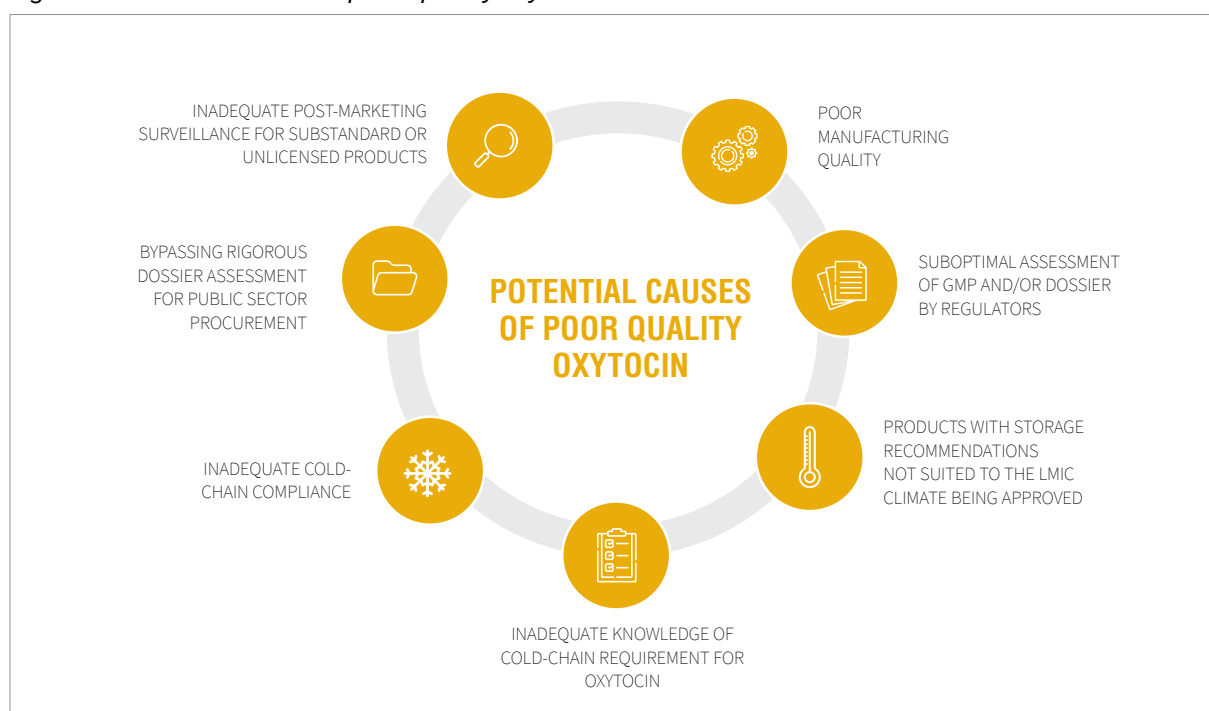 INADEQUATE POST-MARKETING
SURVEILLANCE FOR SUBSTANDARD OR
UNLICENSED PRODUCTS
POOR
MANUFACTURING
QUALITY
BYPASSING RIGOROUS
DOSSIER ASSESSMENT
FOR PUBLIC SECTOR
PROCUREMENT
POTENTIAL CAUSES
OF POOR QUALITY
OXYTOCIN
SUBOPTIMAL ASSESSMENT
OF GMP AND/OR DOSSIER
BY REGULATORS
INADEQUATE COLD-
CHAIN COMPLIANCE
PRODUCTS WITH STORAGE
RECOMMENDATIONS
NOT SUITED TO THE LMIC
CLIMATE BEING APPROVED
INADEQUATE KNOWLEDGE OF
COLD-CHAIN REQUIREMENT FOR
OXYTOCIN